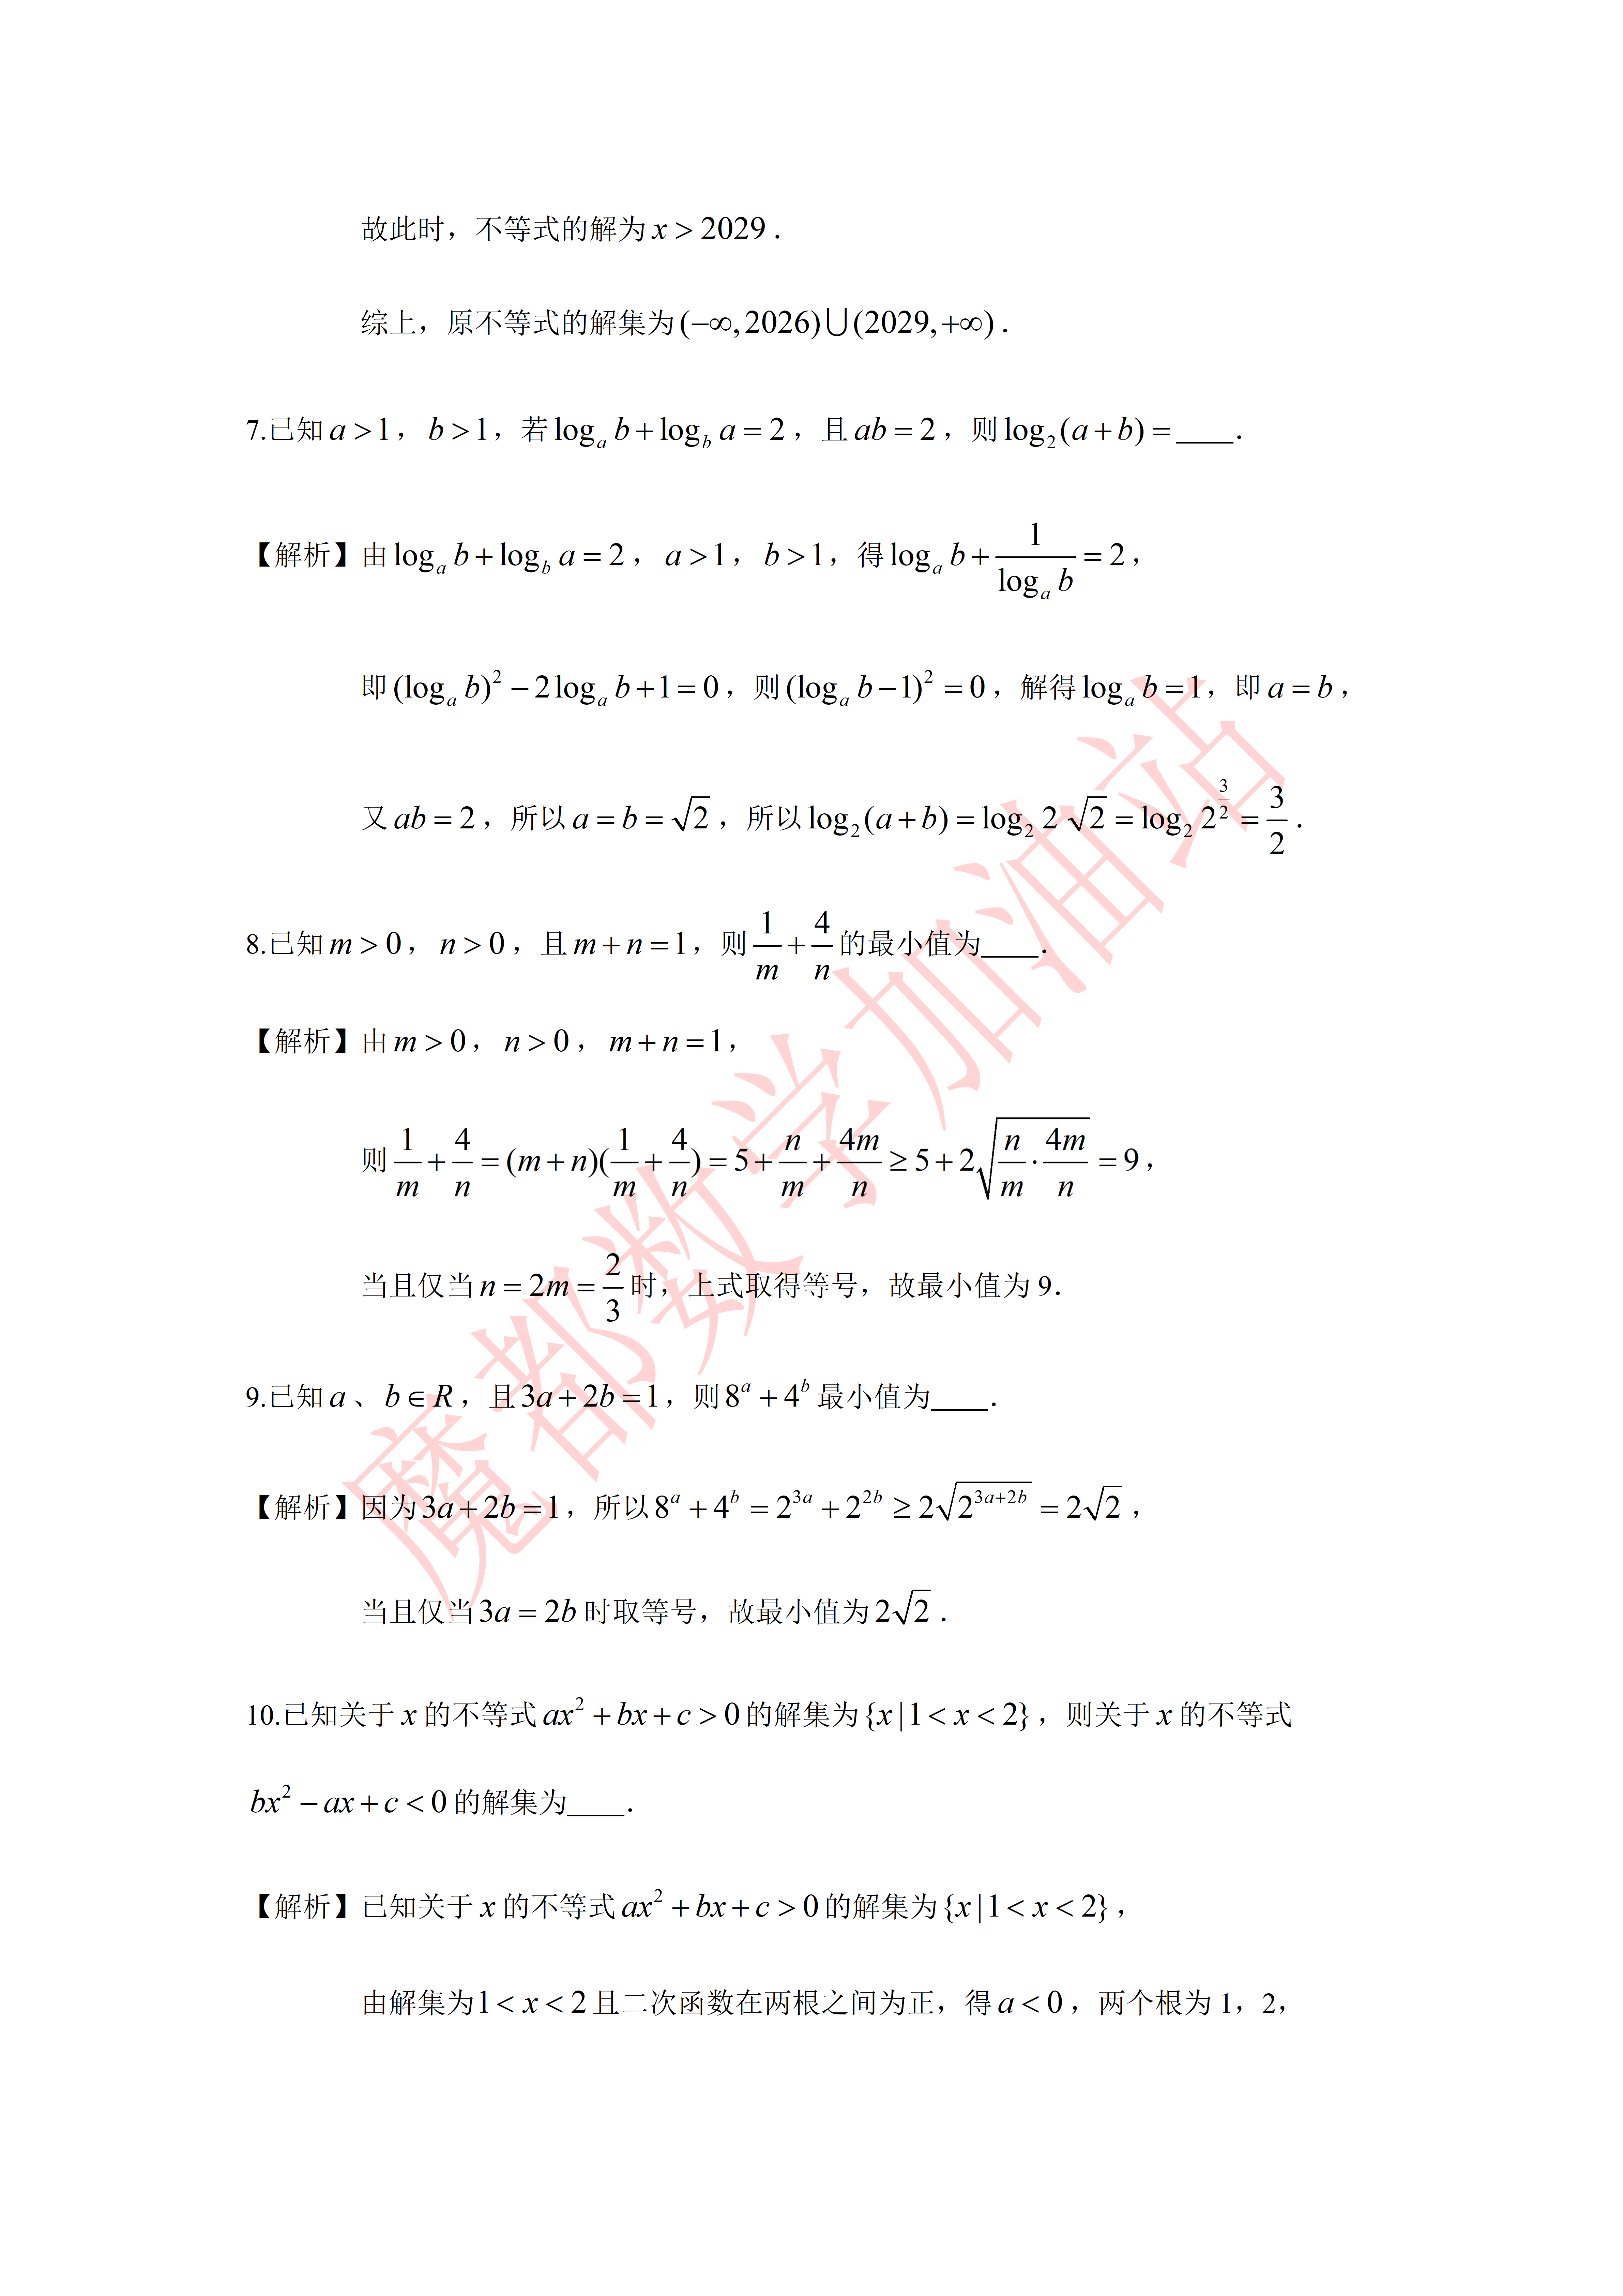 故此时，不等式的解为 x > 2029．
综上，原不等式的解集为 (−∞, 2026)⋃(2029, +∞)．
7.已知 a > 1，b > 1，若 log_a b + log_b a = 2，且 ab = 2，则 log_2 (a + b) = ____．
【解析】由 log_a b + log_b a = 2，a > 1，b > 1，得 log_a b + 1/(log_a b) = 2，
即 (log_a b)² − 2 log_a b + 1 = 0，则 (log_a b − 1)² = 0，解得 log_a b = 1，即 a = b，
又 ab = 2，所以 a = b = √2，所以 log_2 (a + b) = log_2 2√2 = log_2 2^(3/2) = 3/2．
8.已知 m > 0，n > 0，且 m + n = 1，则 1/m + 4/n 的最小值为____．
【解析】由 m > 0，n > 0，m + n = 1，
则 1/m + 4/n = (m + n)(1/m + 4/n) = 5 + n/m + 4m/n ≥ 5 + 2√(n/m · 4m/n) = 9，
当且仅当 n = 2m = 2/3 时，上式取得等号，故最小值为 9．
9.已知 a、b ∈ R，且 3a + 2b = 1，则 8^a + 4^b 最小值为____．
【解析】因为 3a + 2b = 1，所以 8^a + 4^b = 2^(3a) + 2^(2b) ≥ 2√(2^(3a+2b)) = 2√2，
当且仅当 3a = 2b 时取等号，故最小值为 2√2．
10.已知关于 x 的不等式 ax² + bx + c > 0 的解集为 {x | 1 < x < 2}，则关于 x 的不等式
bx² − ax + c < 0 的解集为____．
【解析】已知关于 x 的不等式 ax² + bx + c > 0 的解集为 {x | 1 < x < 2}，
由解集为 1 < x < 2 且二次函数在两根之间为正，得 a < 0，两个根为 1，2，
魔都数学加油站